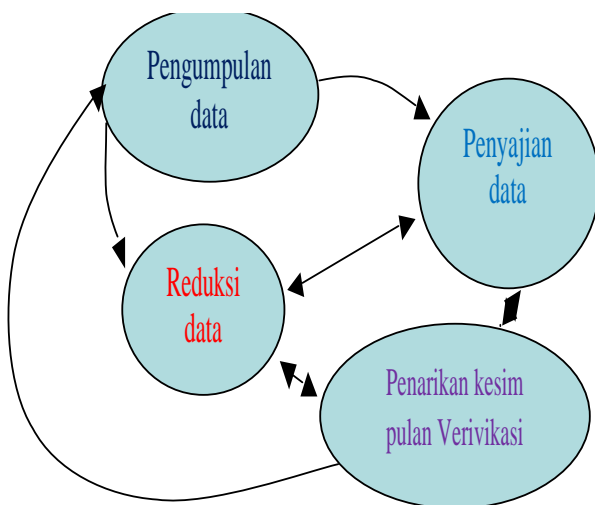 Pengumpulan
data
Penyajian
data
Reduksi
data
Penarikan kesim
pulan Verivikasi